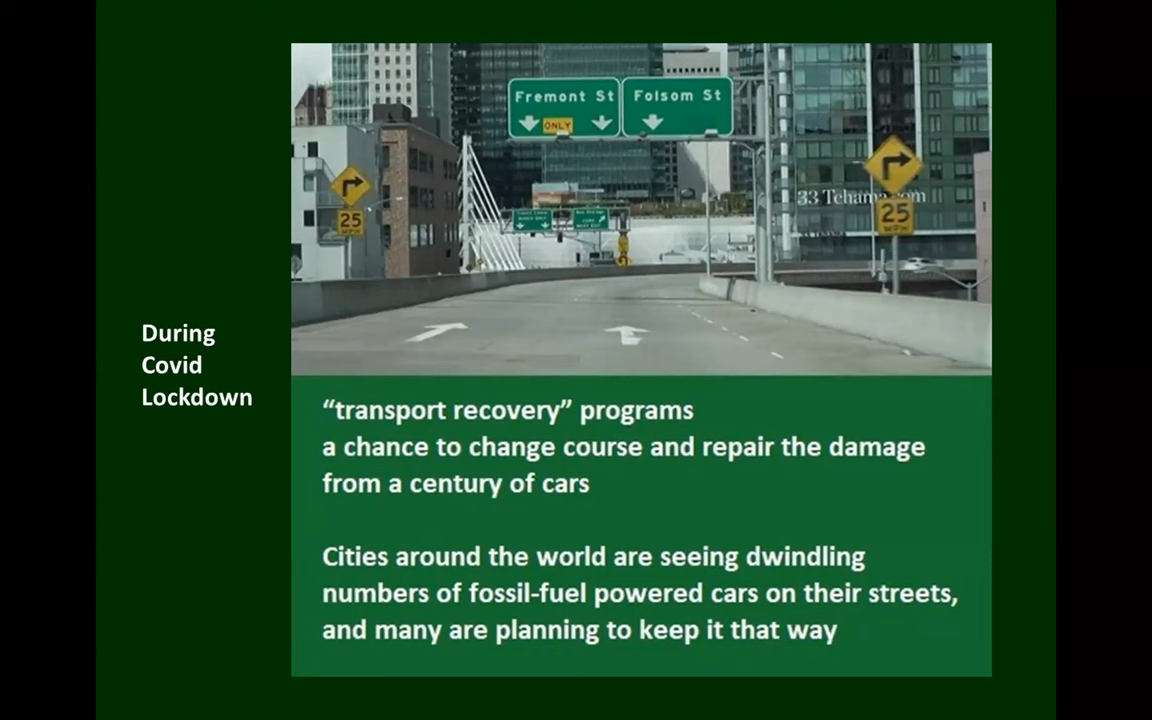 Fremont St
ONLY
Folsom St
25
MPH
25
MPH
During
Covid
Lockdown
“transport recovery” programs
a chance to change course and repair the damage
from a century of cars
Cities around the world are seeing dwindling
numbers of fossil-fuel powered cars on their streets,
and many are planning to keep it that way